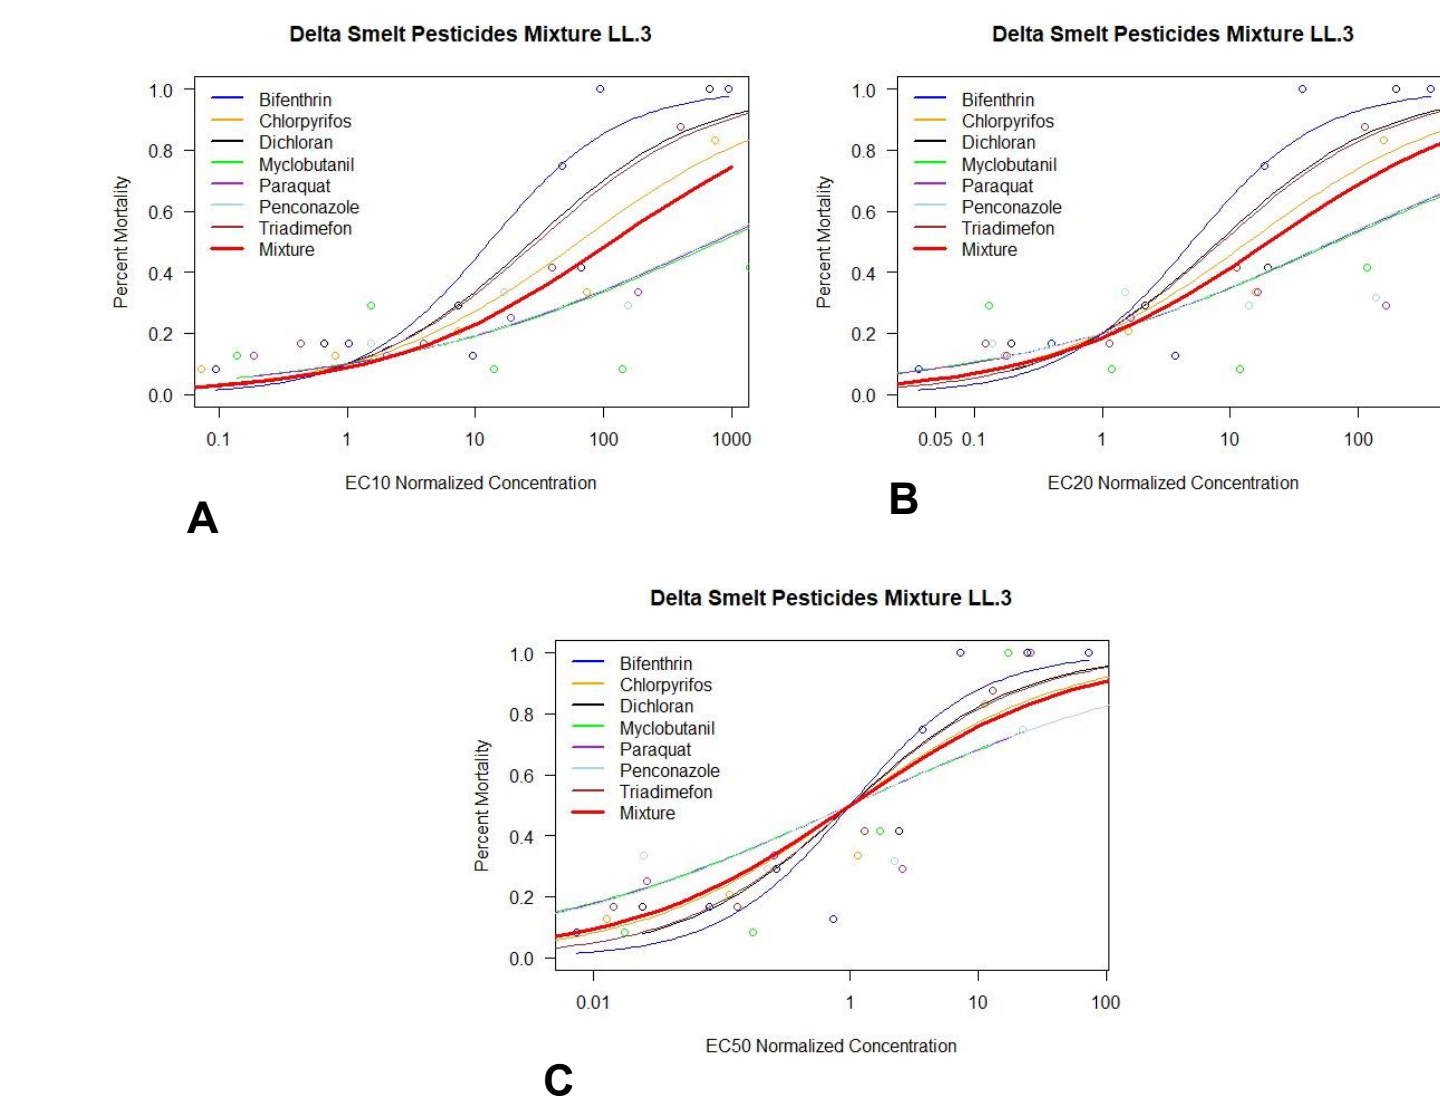 Delta Smelt Pesticides Mixture LL.3
Percent Mortality
1.0
0.8
0.6
0.4
0.2
0.0
Bifenthrin
Chlorpyrifos
Dichloran
Myclobutanil
Paraquat
Penconazole
Triadimefon
Mixture
0.1 1 10 100 1000
EC10 Normalized Concentration
A
Delta Smelt Pesticides Mixture LL.3
Percent Mortality
1.0
0.8
0.6
0.4
0.2
0.0
Bifenthrin
Chlorpyrifos
Dichloran
Myclobutanil
Paraquat
Penconazole
Triadimefon
Mixture
0.05 0.1 1 10 100
EC20 Normalized Concentration
B
Delta Smelt Pesticides Mixture LL.3
Percent Mortality
1.0
0.8
0.6
0.4
0.2
0.0
Bifenthrin
Chlorpyrifos
Dichloran
Myclobutanil
Paraquat
Penconazole
Triadimefon
Mixture
0.01 1 10 100
EC50 Normalized Concentration
C